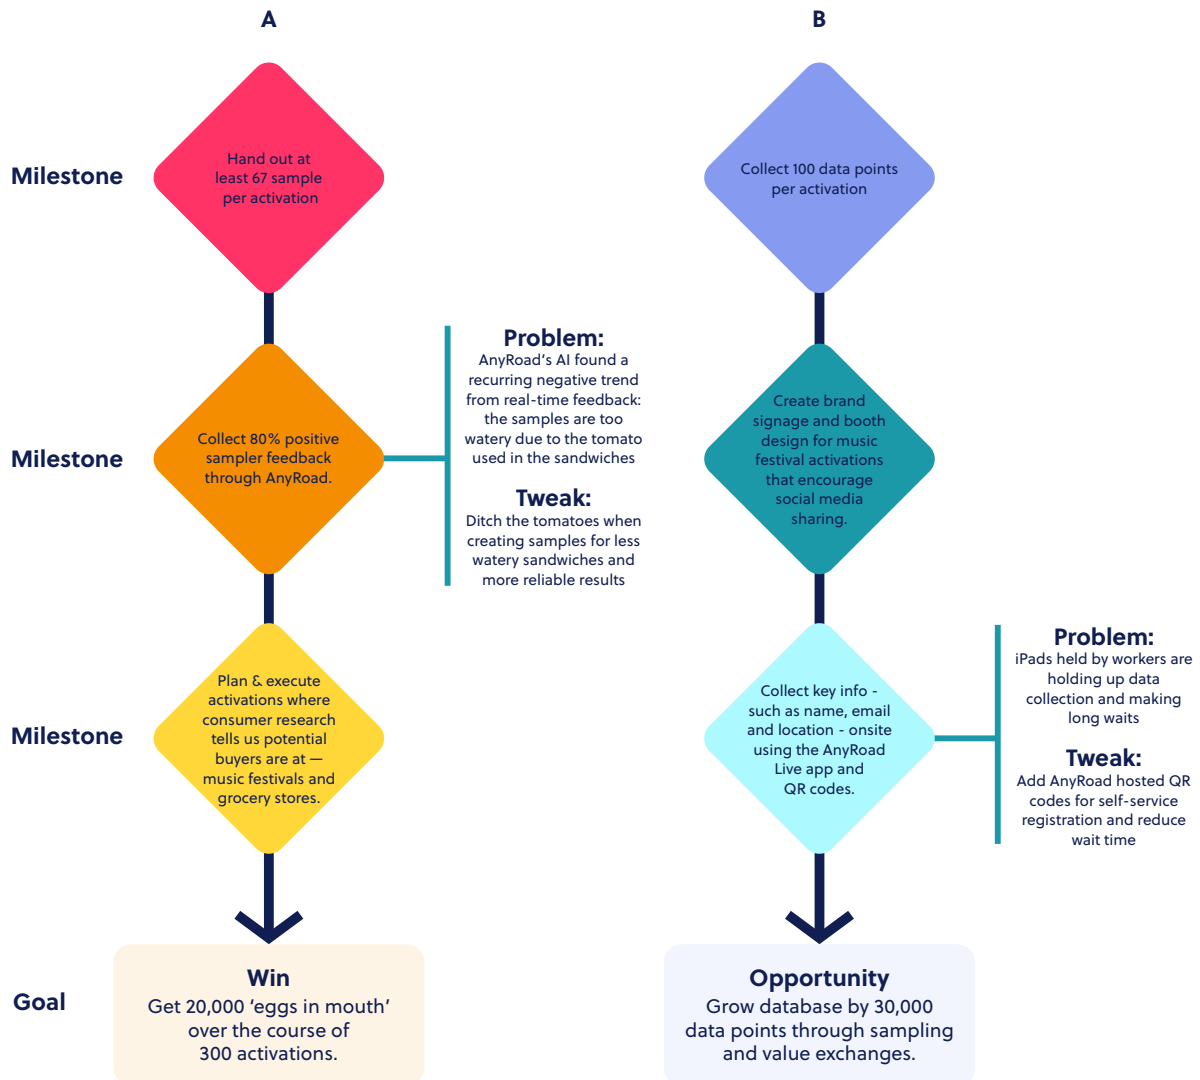 A
B
Milestone
Hand out at
least 67 sample
per activation
Collect 100 data points
per activation
Milestone
Collect 80% positive
sampler feedback
through AnyRoad.
Problem:
AnyRoad's AI found a
recurring negative trend
from real-time feedback:
the samples are too
watery due to the tomato
used in the sandwiches
Tweak:
Ditch the tomatoes when
creating samples for less
watery sandwiches and
more reliable results
Create brand
signage and booth
design for music
festival activations
that encourage
social media
sharing.
Milestone
Plan & execute
activations where
consumer research
tells us potential
buyers are at —
music festivals and
grocery stores.
Collect key info -
such as name, email
and location - onsite
using the AnyRoad
Live app and
QR codes.
Problem:
iPads held by workers are
holding up data
collection and making
long waits
Tweak:
Add AnyRoad hosted QR
codes for self-service
registration and reduce
wait time
Goal
Win
Get 20,000 ‘eggs in mouth’
over the course of
300 activations.
Opportunity
Grow database by 30,000
data points through sampling
and value exchanges.